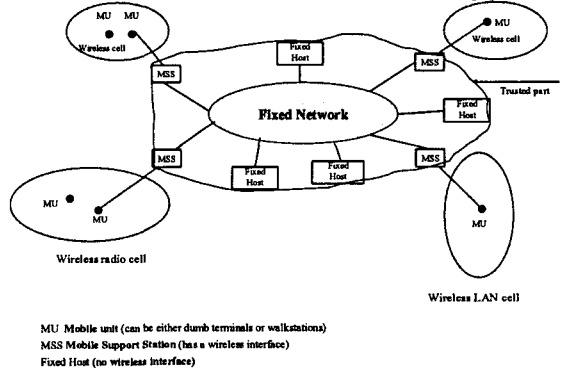 MU MU
Wireless cell
MSS
Fixed
Host
MSS
MU
Wireless cell
Trusted part
Fixed
Host
Fixed Network
MSS
Fixed
Host
Fixed
Host
MSS
MU
MU
MU
Wireless radio cell
Wireless LAN cell
MU Mobile unit (can be either dumb terminals or walkstations)
MSS Mobile Support Station (has a wireless interface)
Fixed Host (no wireless interface)